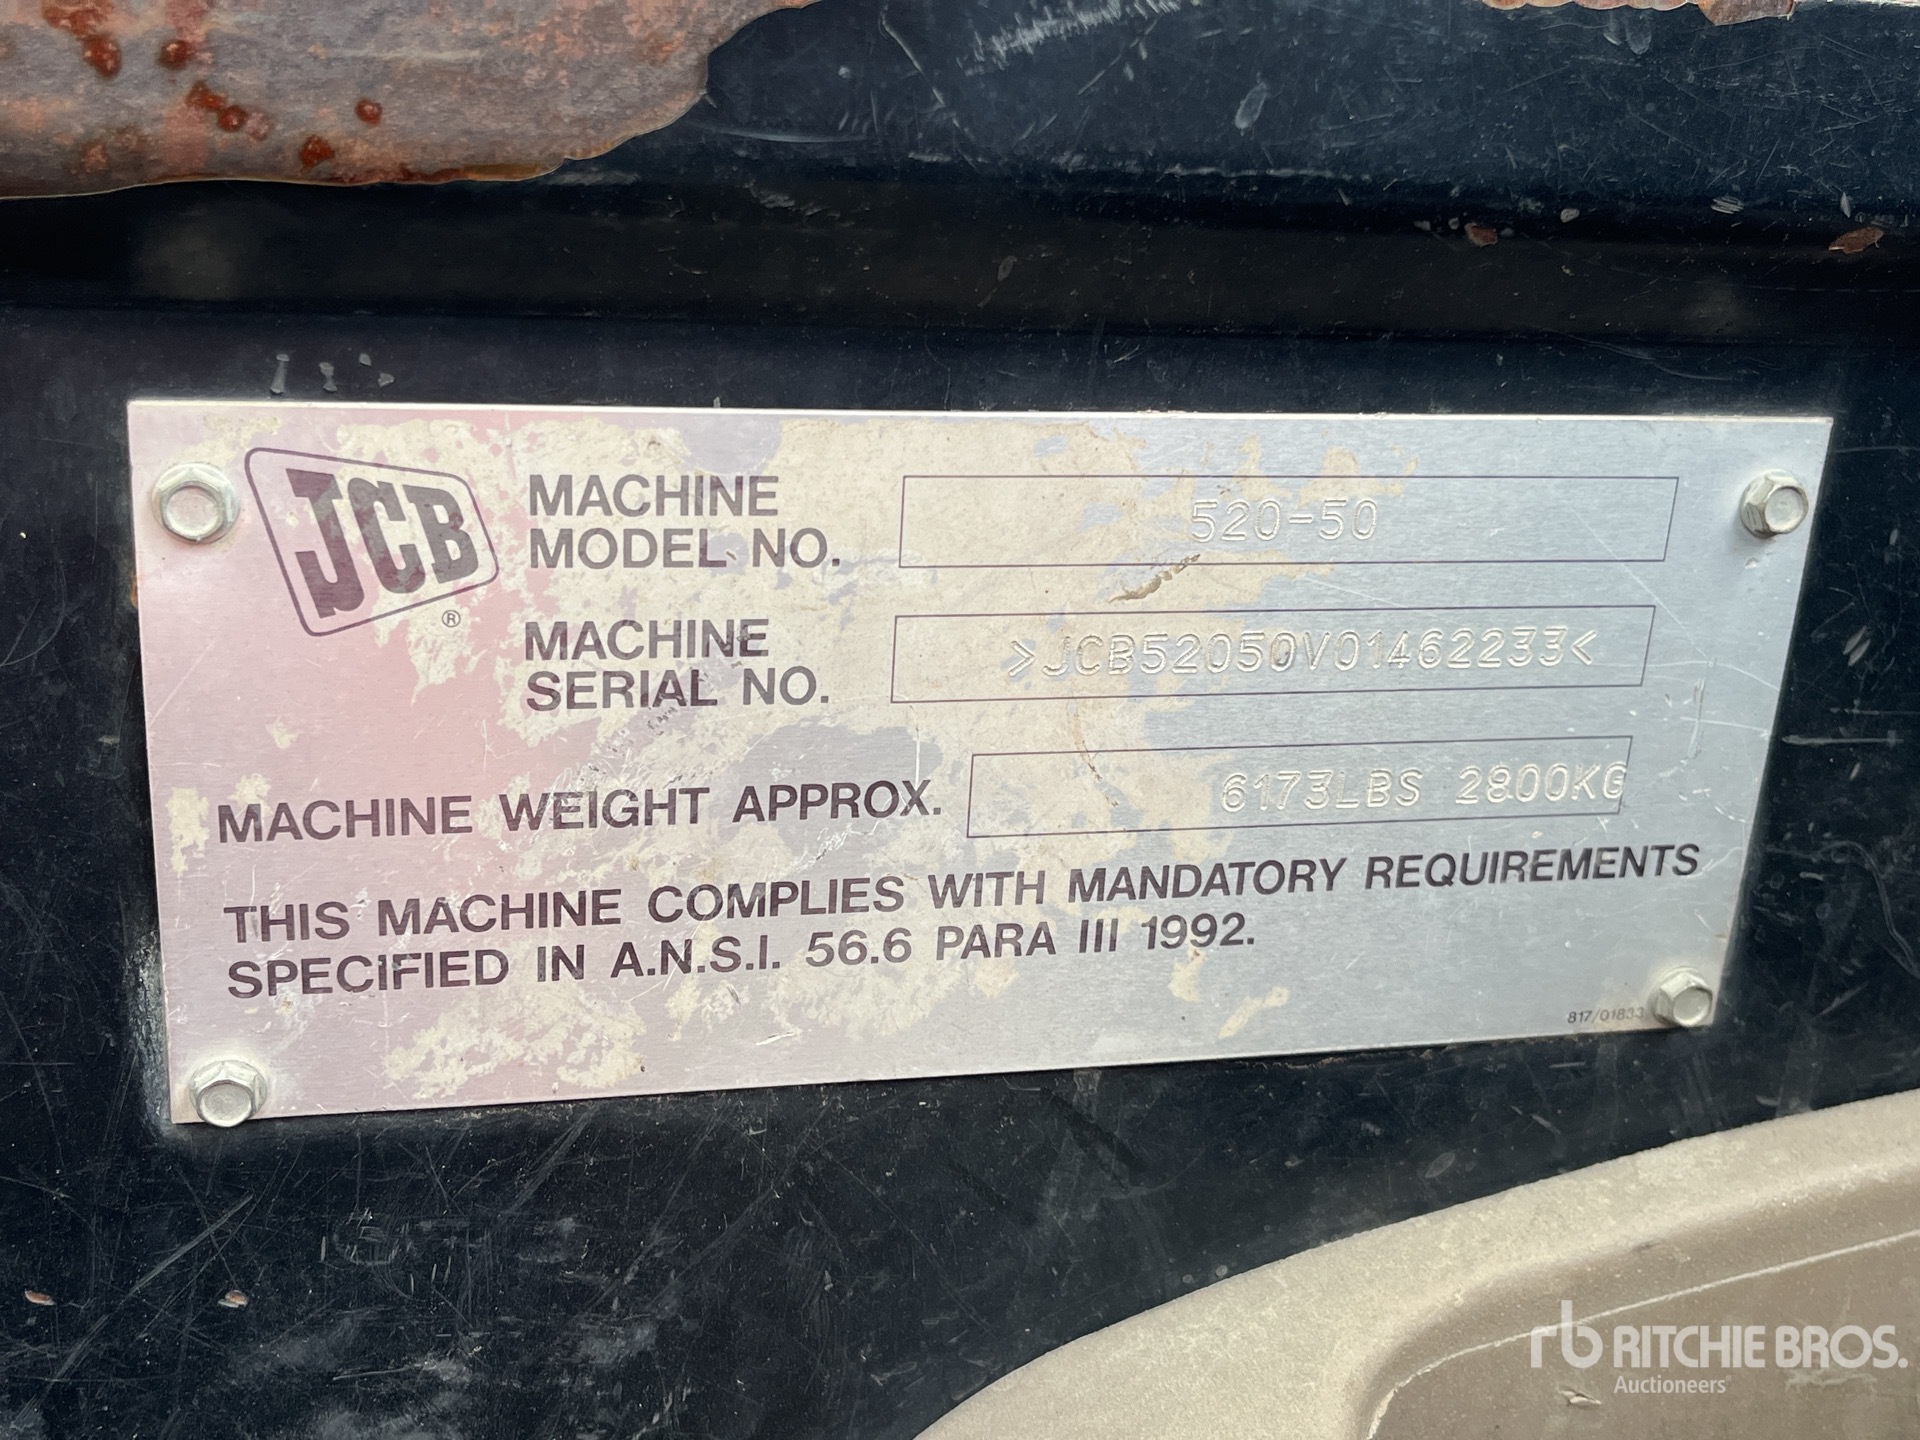 JCB
®
MACHINE
MODEL NO.
520-50
MACHINE
SERIAL NO.
>JCB52050V01462233<
MACHINE WEIGHT APPROX.
6173LBS 2800KG
THIS MACHINE COMPLIES WITH MANDATORY REQUIREMENTS
SPECIFIED IN A.N.S.I. 56.6 PARA III 1992.
817/01833
rb RITCHIE BROS.
Auctioneers